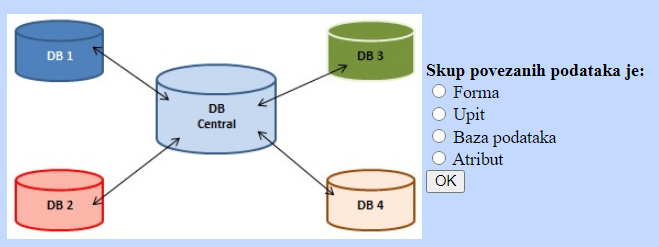 DB 1
DB 3
DB
Central
DB 2
DB 4
Skup povezanih podataka je:
Forma
Upit
Baza podataka
Atribut
OK